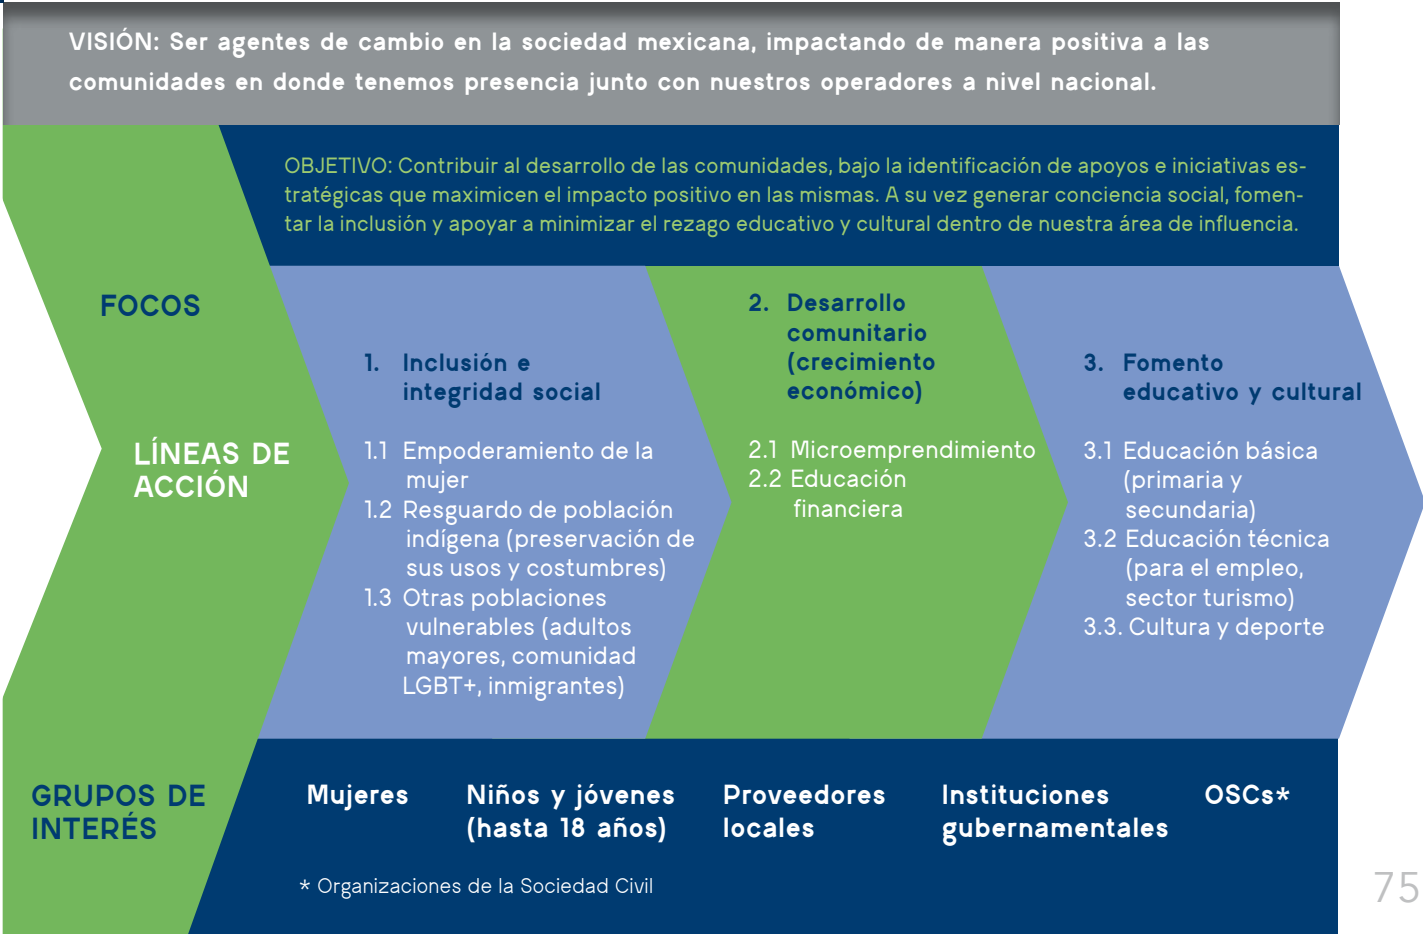 VISIÓN: Ser agentes de cambio en la sociedad mexicana, impactando de manera positiva a las
comunidades en donde tenemos presencia junto con nuestros operadores a nivel nacional.
OBJETIVO: Contribuir al desarrollo de las comunidades, bajo la identificación de apoyos e iniciativas es-
tratégicas que maximicen el impacto positivo en las mismas. A su vez generar conciencia social, fomen-
tar la inclusión y apoyar a minimizar el rezago educativo y cultural dentro de nuestra área de influencia.
FOCOS
1. Inclusión e
integridad social
2. Desarrollo
comunitario
(crecimiento
económico)
3. Fomento
educativo y cultural
LÍNEAS DE
ACCIÓN
1.1 Empoderamiento de la
mujer
1.2 Resguardo de población
indígena (preservación de
sus usos y costumbres)
1.3 Otras poblaciones
vulnerables (adultos
mayores, comunidad
LGBT+, inmigrantes)
2.1 Microemprendimiento
2.2 Educación
financiera
3.1 Educación básica
(primaria y
secundaria)
3.2 Educación técnica
(para el empleo,
sector turismo)
3.3. Cultura y deporte
GRUPOS DE
INTERÉS
Mujeres
Niños y jóvenes
(hasta 18 años)
Proveedores
locales
Instituciones
gubernamentales
OSCs*
* Organizaciones de la Sociedad Civil
75